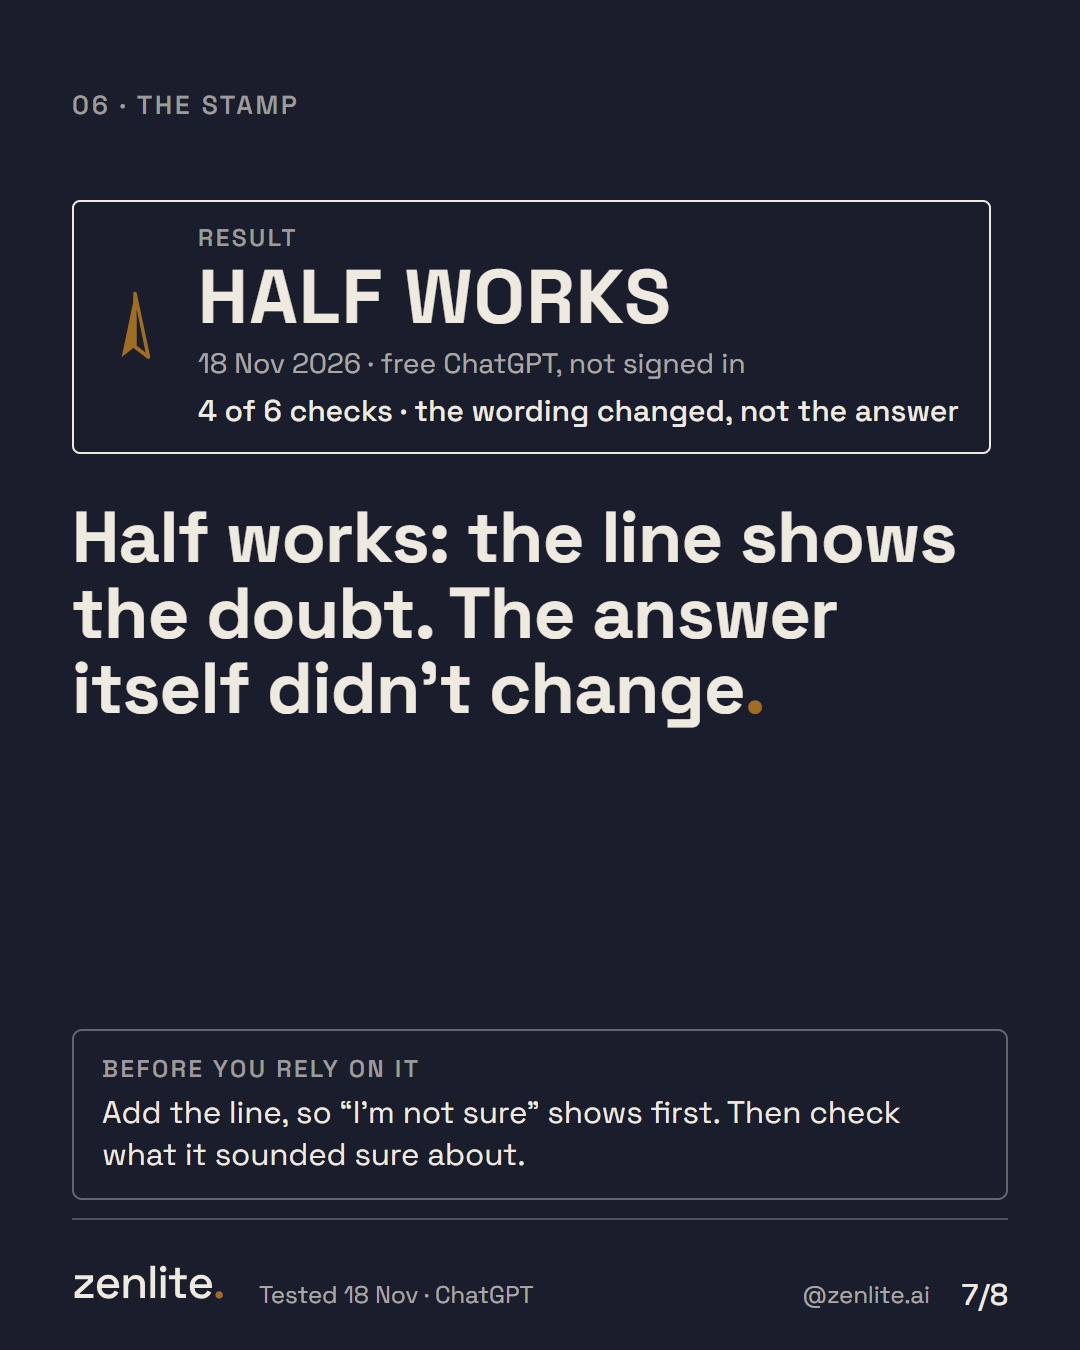 06 · THE STAMP
RESULT
HALF WORKS
18 Nov 2026 · free ChatGPT, not signed in
4 of 6 checks · the wording changed, not the answer
Half works: the line shows
the doubt. The answer
itself didn’t change.
BEFORE YOU RELY ON IT
Add the line, so “I’m not sure” shows first. Then check
what it sounded sure about.
zenlite.
Tested 18 Nov · ChatGPT
@zenlite.ai
7/8